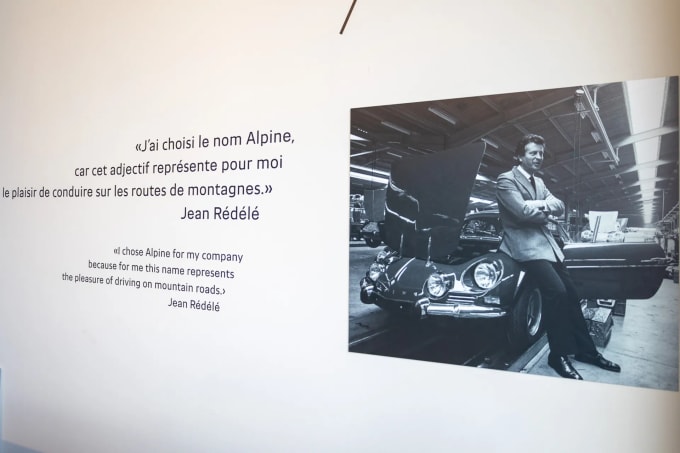 «J’ai choisi le nom Alpine,
car cet adjectif représente pour moi
le plaisir de conduire sur les routes de montagnes.»
Jean Rédélé
«I chose Alpine for my company
because for me this name represents
the pleasure of driving on mountain roads.›
Jean Rédélé